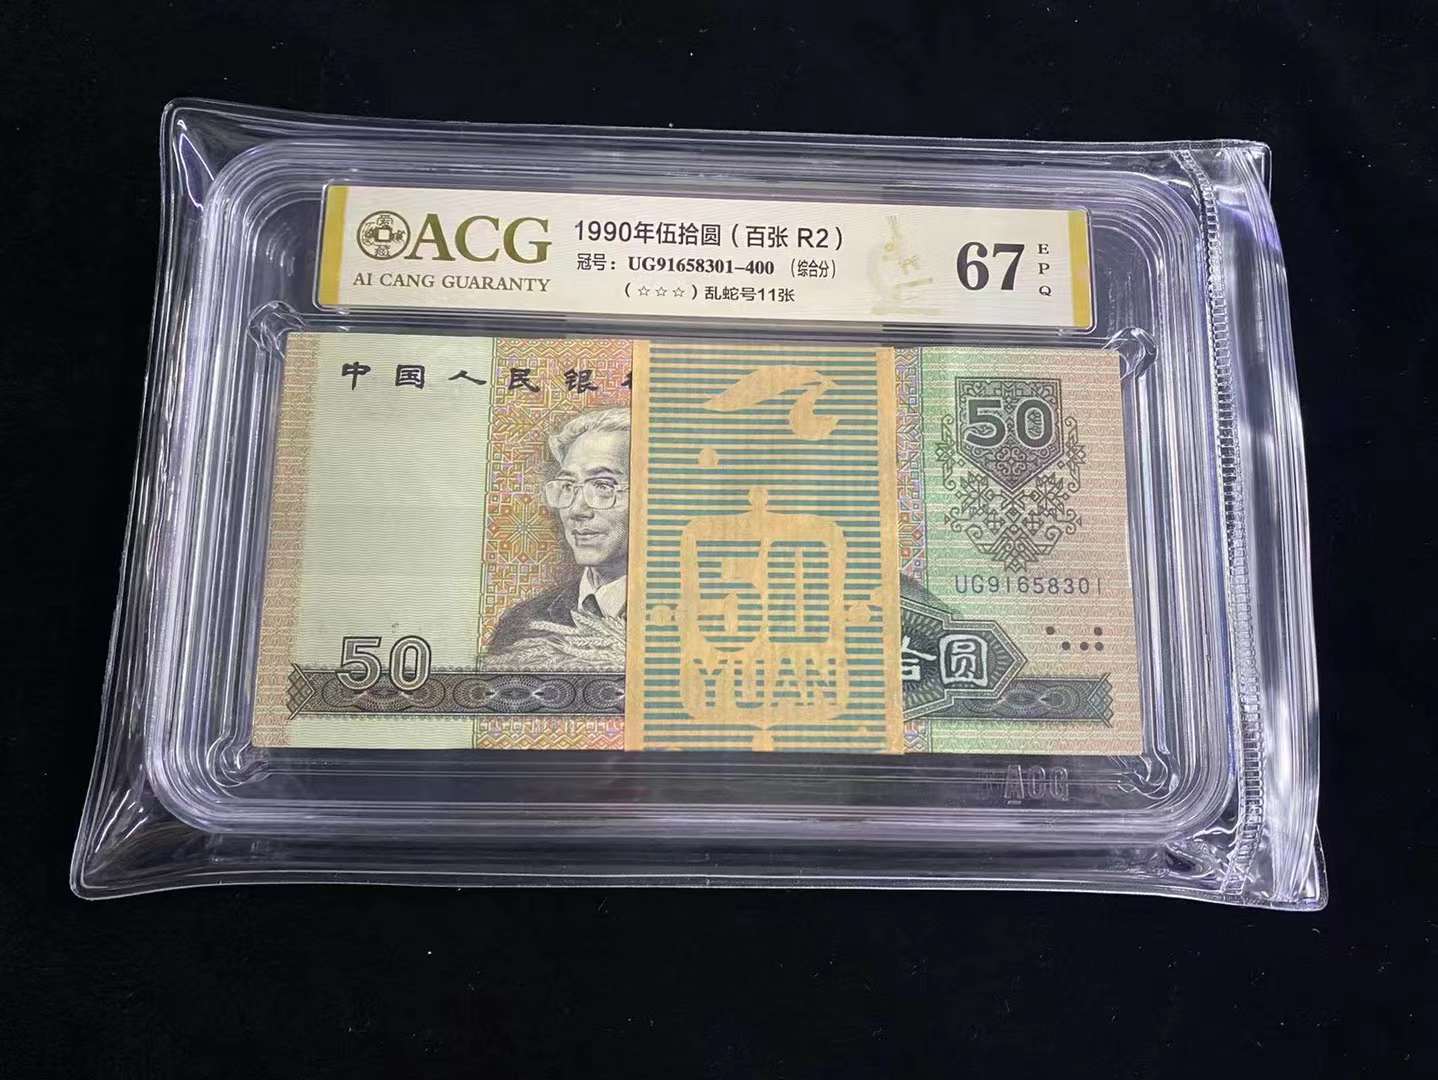 ACG
AI CANG GUARANTY
1990年伍拾圆（百张 R2）
冠号：UG91658301-400 （综合分）
（☆☆☆）乱蛇号11张
67
EPQ
中国人民银
50
50
YUAN
50
UG91658301
拾圆
ACG